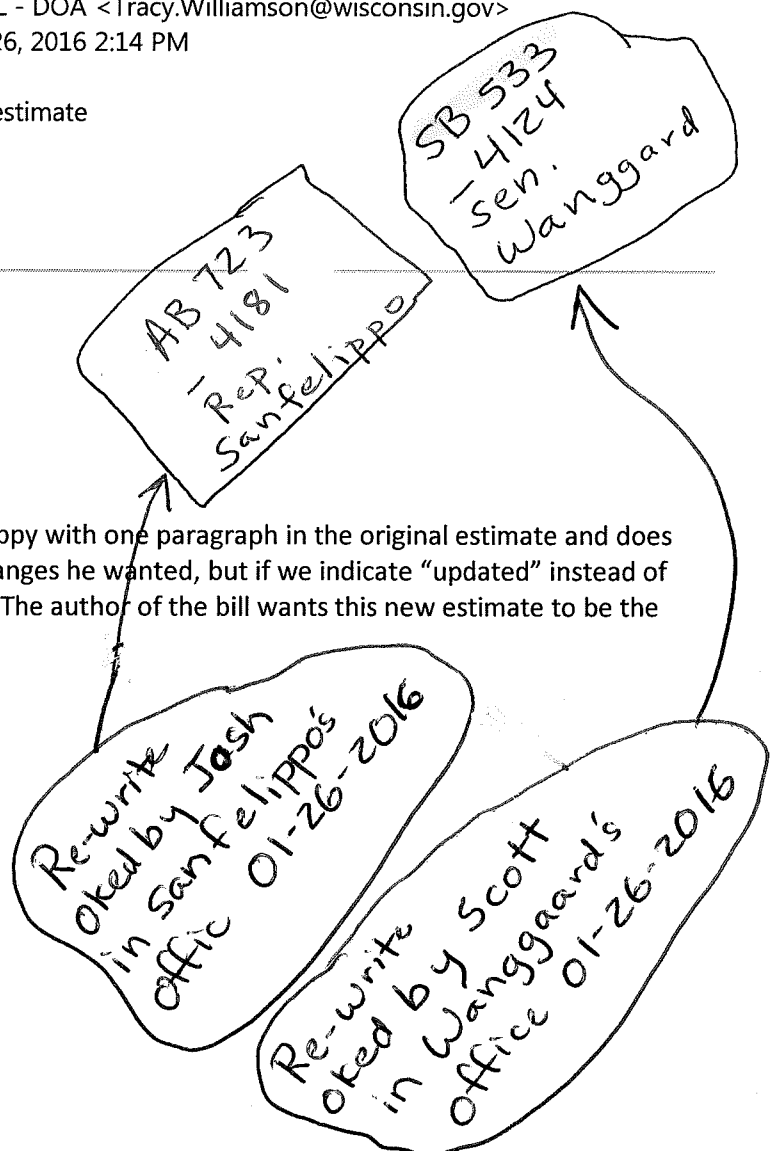 L - DOA <Tracy.Williamson@wisconsin.gov>
26, 2016 2:14 PM
estimate
SB 533
-4124
Sen.
Wanggard
AB 723
-4181
Rep.
Sanfelippo
ppy with one paragraph in the original estimate and does
anges he wanted, but if we indicate “updated” instead of
The author of the bill wants this new estimate to be the
Re-write
oked by Josh
in Sanfelippo's
offic 01-26-2016
Re-write
oked by Scott
in Wanggaard's
office 01-26-2016